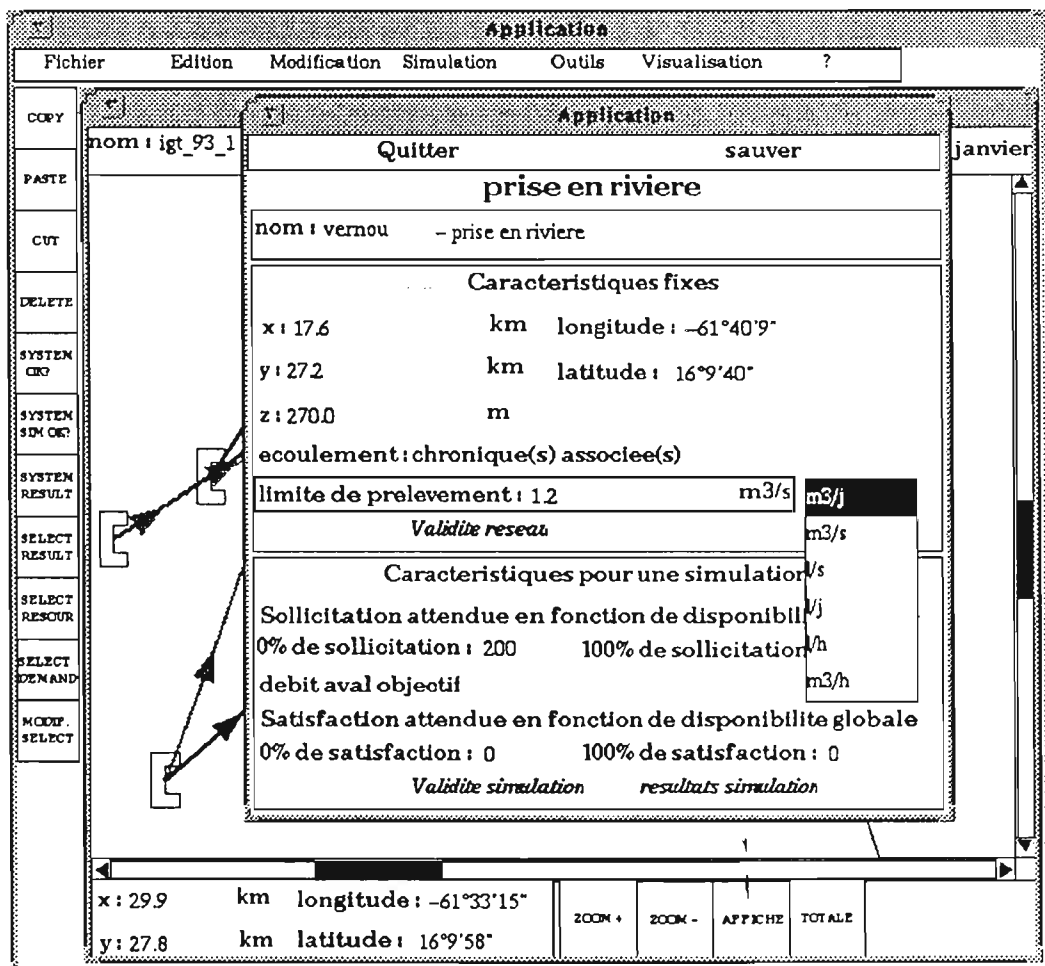 Application
Fichier Edition Modification Simulation Outils Visualisation ?
COPY
PASTE
CUT
DELETE
SYSTEM
OK?
SYSTEM
SIM OK?
SYSTEM
RESULT
SELECT
RESULT
SELECT
RESOUR
SELECT
DEMAND
MODIF.
SELECT
nom : igt_93_1
janvier
Application
Quitter sauver
prise en riviere
nom : vernou – prise en riviere
Caracteristiques fixes
x : 17.6 km longitude : –61°40'9"
y : 27.2 km latitude : 16°9'40"
z : 270.0 m
ecoulement : chronique(s) associee(s)
limite de prelevement : 1.2 m3/s
Validite reseau
m3/j
m3/s
l/s
l/j
l/h
m3/h
Caracteristiques pour une simulation
Sollicitation attendue en fonction de disponibil
0% de sollicitation : 200 100% de sollicitation
debit aval objectif
Satisfaction attendue en fonction de disponibilite globale
0% de satisfaction : 0 100% de satisfaction : 0
Validite simulation resultats simulation
x : 29.9 km longitude : –61°33'15"
y : 27.8 km latitude : 16°9'58"
ZOOM + ZOOM - AFFICHE TOTALE